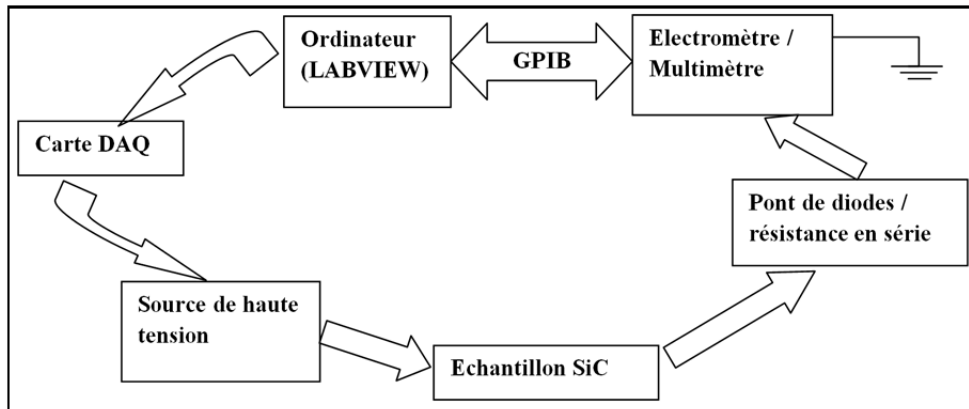 Ordinateur
(LABVIEW)
GPIB
Electromètre /
Multimètre
Carte DAQ
Pont de diodes /
résistance en série
Source de haute
tension
Echantillon SiC